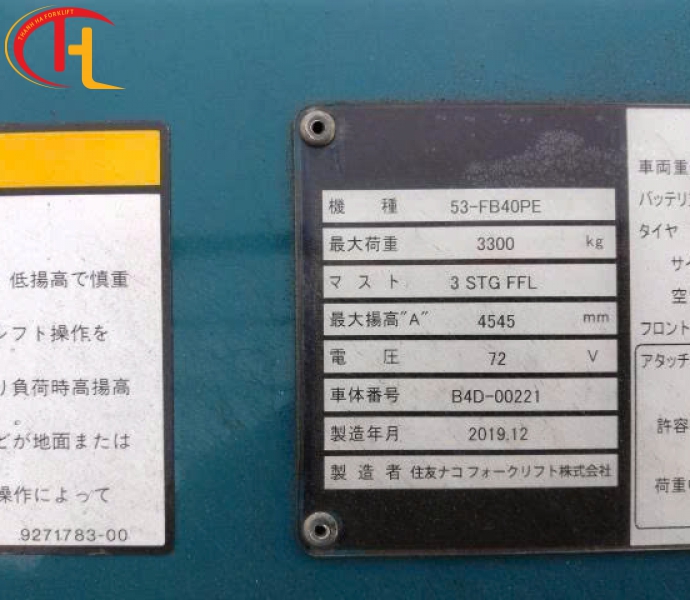 THANH HA FORKLIFT
低揚高で慎重
フト操作を
負荷時高揚高
が地面または
操作によって
9271783-00
機 種 53-FB40PE
最大荷重 3300 kg
マスト 3 STG FFL
最大揚高"A" 4545 mm
電 圧 72 V
車体番号 B4D-00221
製造年月 2019.12
製造者 住友ナコ フォークリフト株式会社
車両重
バッテリ
タイヤ
サイ
空
フロント
アタッチ
許容
荷重